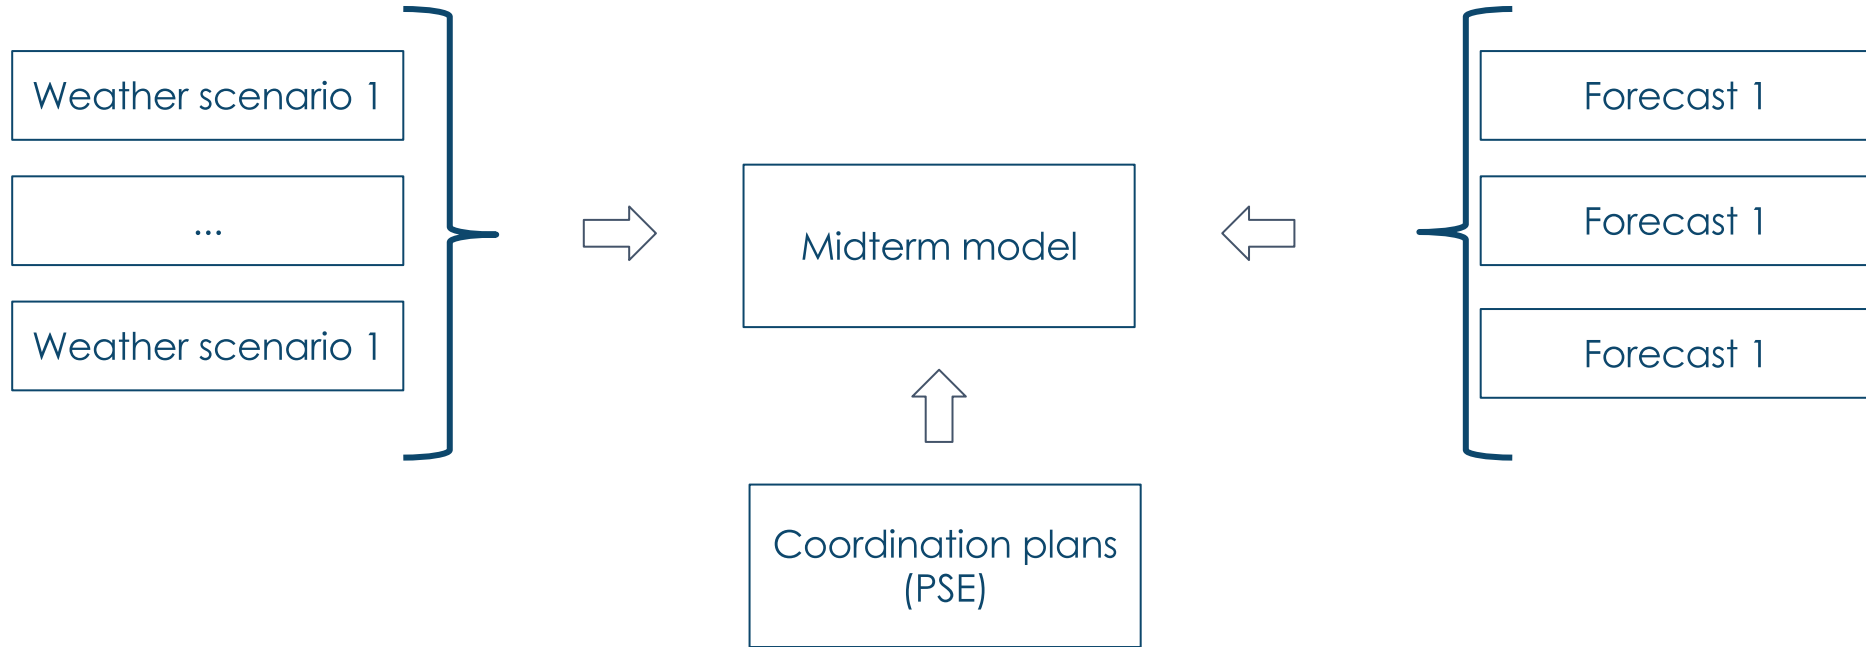 Weather scenario 1
...
Weather scenario 1
Midterm model
Coordination plans
(PSE)
Forecast 1
Forecast 1
Forecast 1